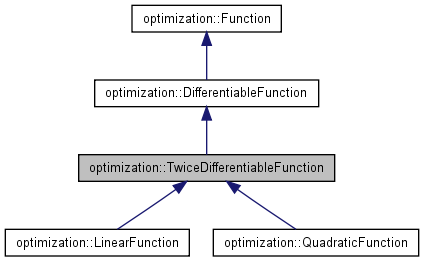 optimization::Function
optimization::DifferentiableFunction
optimization::TwiceDifferentiableFunction
optimization::LinearFunction
optimization::QuadraticFunction